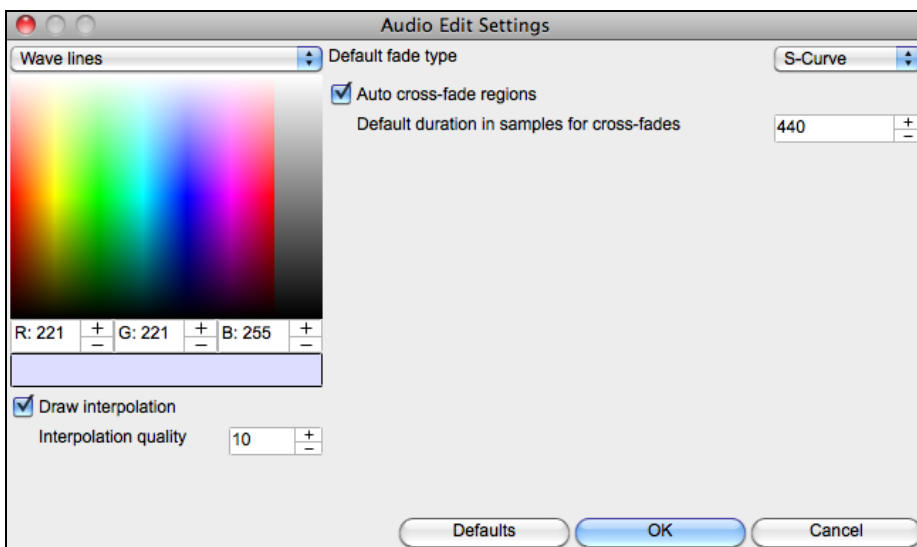 Audio Edit Settings
Wave lines
Default fade type
S-Curve
Auto cross-fade regions
Default duration in samples for cross-fades
440
+
−
R: 221
+
−
G: 221
+
−
B: 255
+
−
Draw interpolation
Interpolation quality
10
+
−
Defaults
OK
Cancel